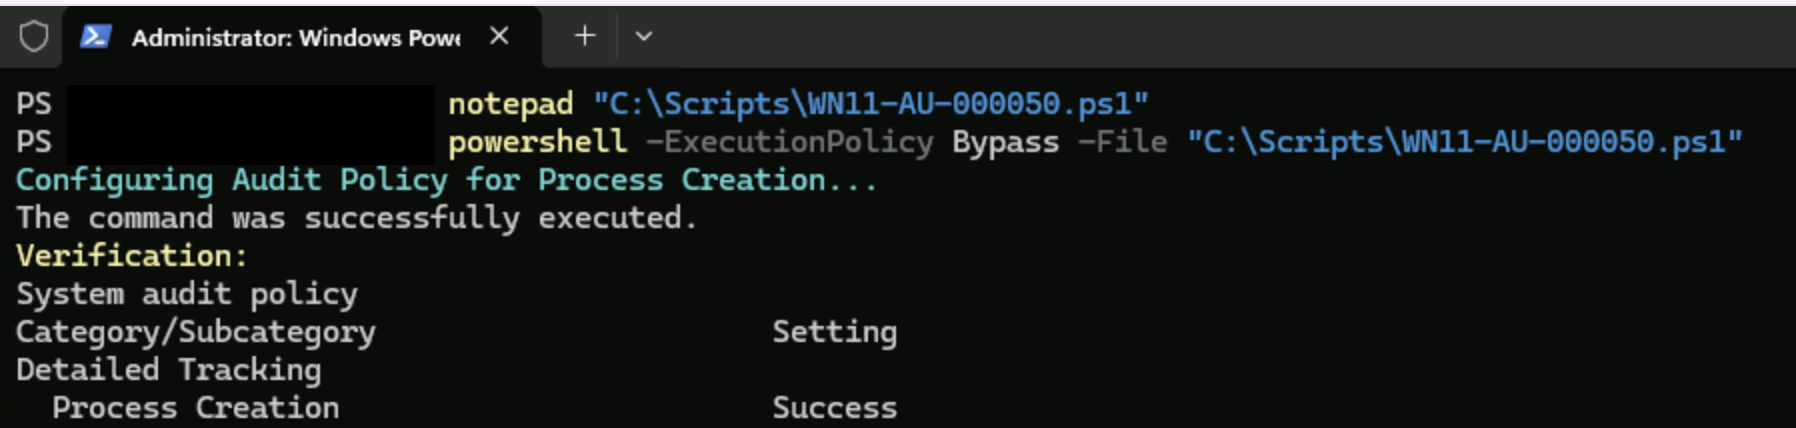 Administrator: Windows Powe
PS notepad "C:\Scripts\WN11-AU-000050.ps1"
PS powershell -ExecutionPolicy Bypass -File "C:\Scripts\WN11-AU-000050.ps1"
Configuring Audit Policy for Process Creation...
The command was successfully executed.
Verification:
System audit policy
Category/Subcategory Setting
Detailed Tracking
Process Creation Success